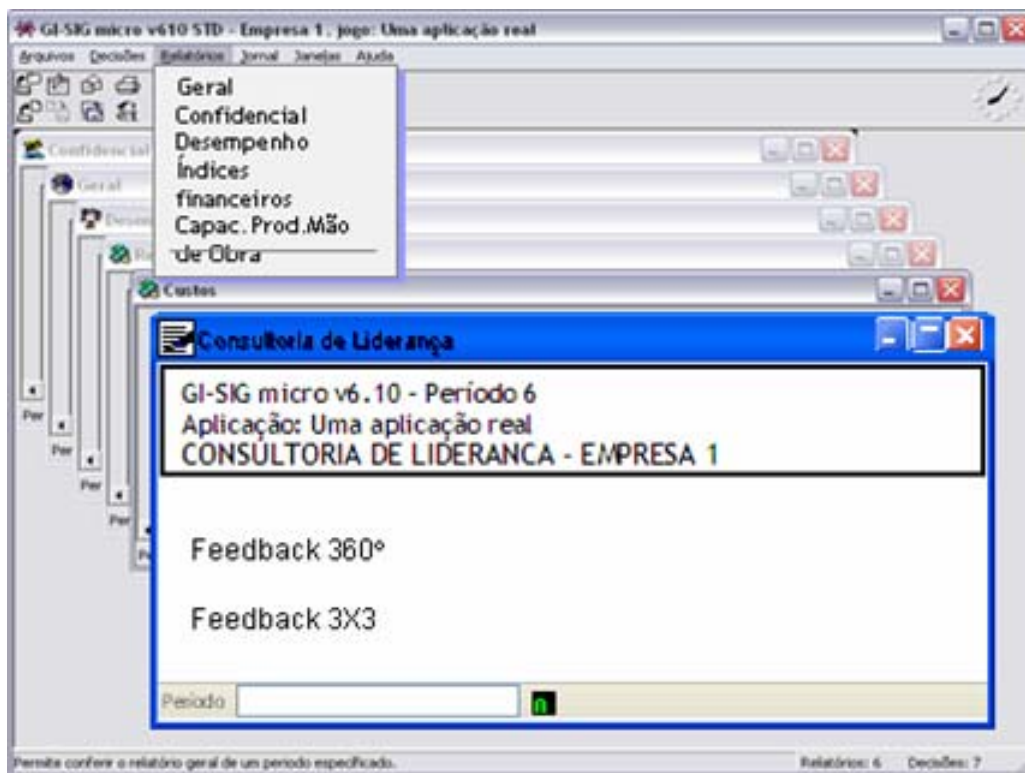 GI-SIG micro v610 STD - Empresa 1, jogo: Uma aplicação real
Arquivos Decisões Relatórios Jornal Janelas Ajuda
Geral
Confidencial
Desempenho
Índices
financeiros
Capac.Prod.Mão
de Obra
Confidencial
Geral
Custos
Consultoria de Liderança
GI-SIG micro v6.10 - Período 6
Aplicação: Uma aplicação real
CONSULTORIA DE LIDERANCA - EMPRESA 1
Feedback 360º
Feedback 3X3
Per
Per
Per
Per
Período
Permite conferir o relatório geral de um periodo especificado.
Relatórios: 6 Decisões: 7